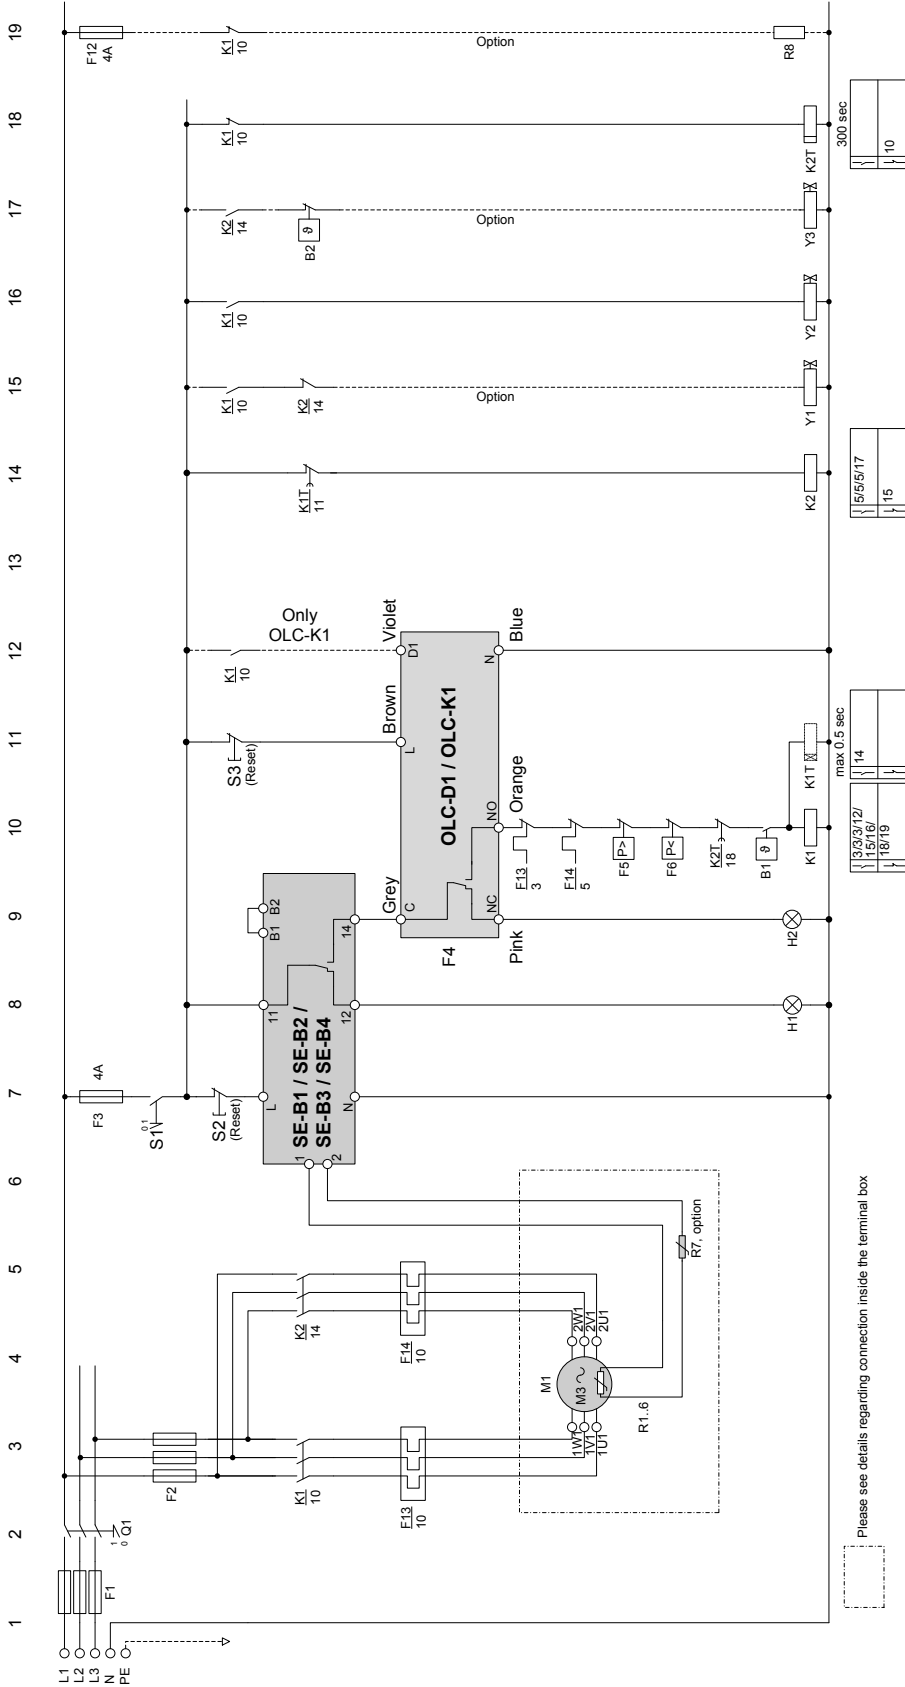 1
2
3
4
5
6
7
8
9
10
11
12
13
14
15
16
17
18
19
L1
L2
L3
N
PE
F1
1
0
Q1
F2
K1
10
F13
10
K2
14
F14
10
M1
M3
1W1
1V1
1U1
2W1
2V1
2U1
R1..6
R7, option
F3
4A
0 1
S1
S2
(Reset)
L
N
1
2
SE-B1 / SE-B2 /
SE-B3 / SE-B4
11
12
14
B1
B2
H1
Grey
C
F4
NC
Pink
H2
OLC-D1 / OLC-K1
NO
Orange
F13
3
F14
5
F5
P>
F6
P<
K2T
18
B1
ϑ
K1
K1T
S3
(Reset)
Brown
L
Only
OLC-K1
K1
10
Violet
D1
N
Blue
3/3/3/12/
15/16/
18/19
max 0.5 sec
14
K1T
11
K2
5/5/5/17
15
K1
10
K2
14
Option
Y1
K1
10
Y2
K2
14
B2
ϑ
Option
Y3
K1
10
K2T
300 sec
10
F12
4A
K1
10
Option
R8
Please see details regarding connection inside the terminal box